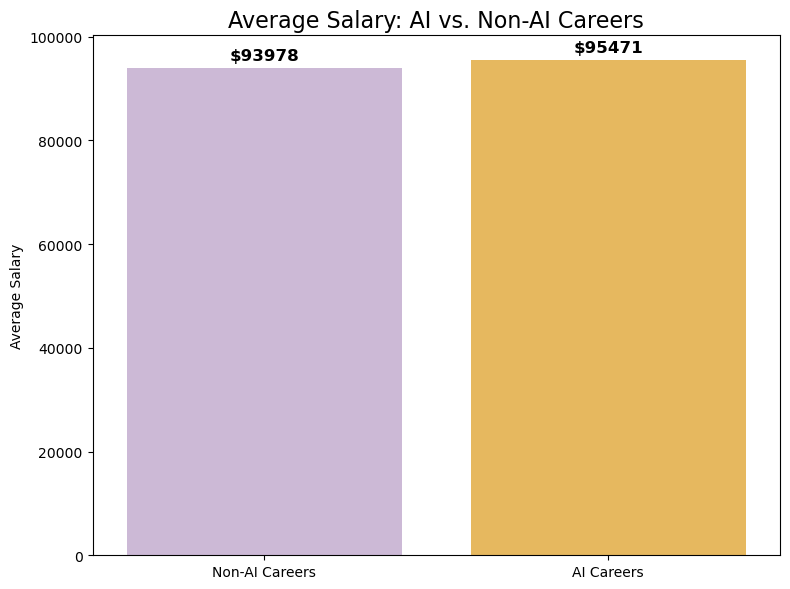 Average Salary: AI vs. Non-AI Careers
100000
80000
60000
40000
20000
0
Average Salary
$93978
$95471
Non-AI Careers
AI Careers